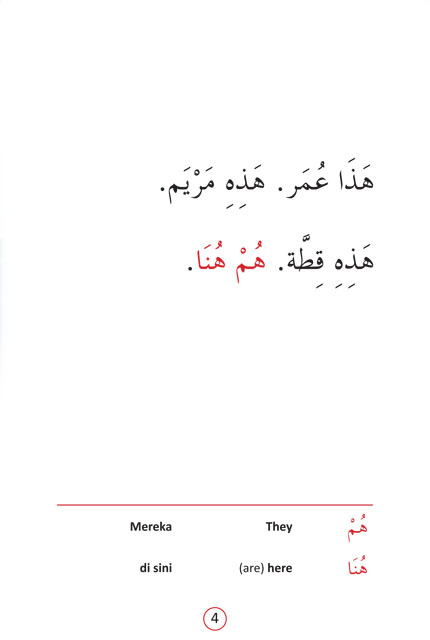 هَذَا عُمَر. هَذِهِ مَرْيَم.
هَذِهِ قِطَّة. هُمْ هُنَا.
هُمْ They Mereka
هُنَا (are) here di sini
4